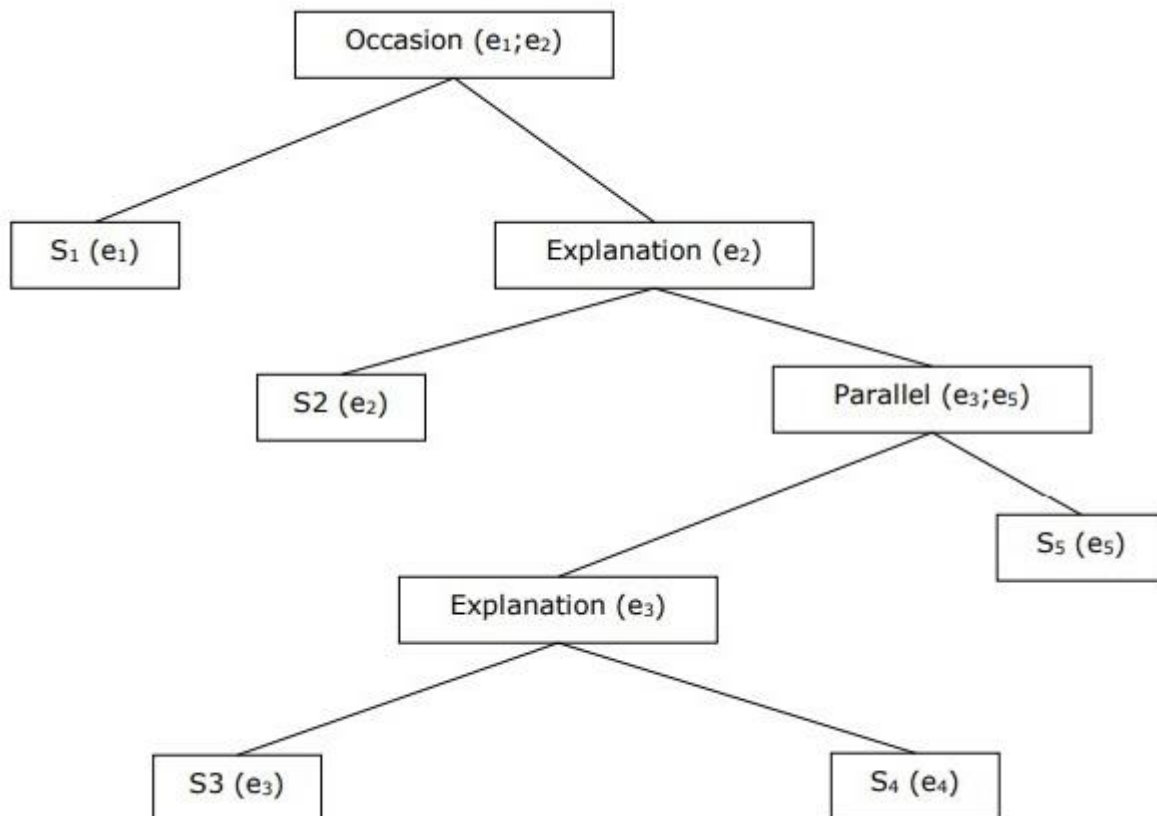 Occasion (e₁;e₂)
S₁ (e₁)
Explanation (e₂)
S2 (e₂)
Parallel (e₃;e₅)
S₅ (e₅)
Explanation (e₃)
S3 (e₃)
S₄ (e₄)